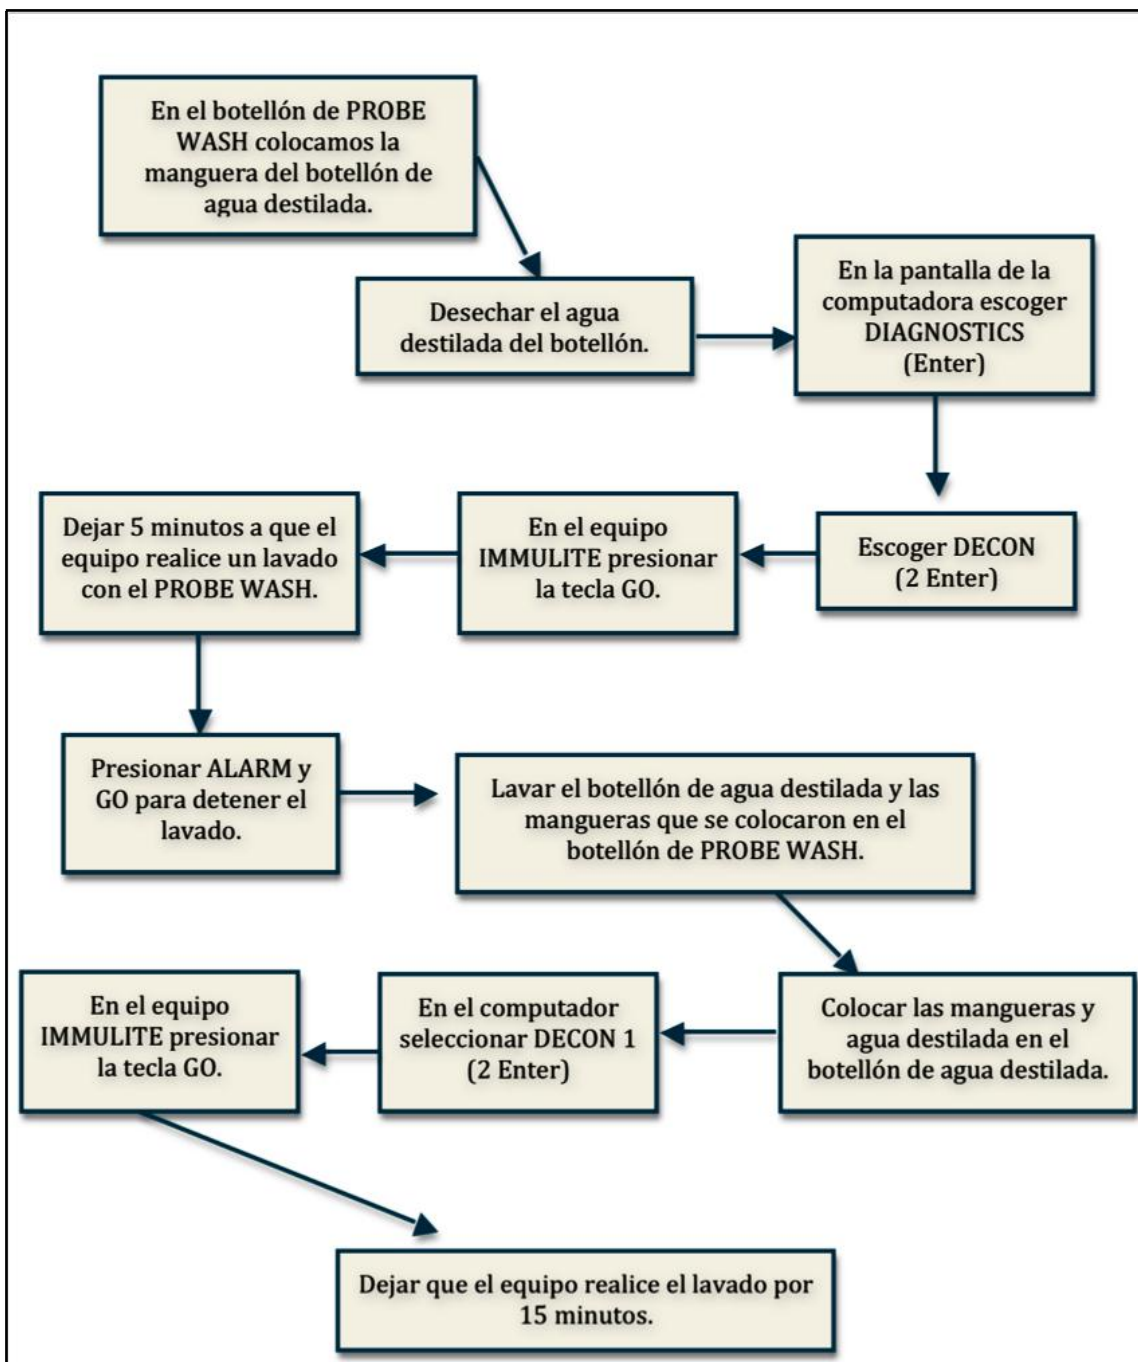 En el botellón de PROBE
WASH colocamos la
manguera del botellón de
agua destilada.
Desechar el agua
destilada del botellón.
En la pantalla de la
computadora escoger
DIAGNOSTICS
(Enter)
Escoger DECON
(2 Enter)
En el equipo
IMMULITE presionar
la tecla GO.
Dejar 5 minutos a que el
equipo realice un lavado
con el PROBE WASH.
Presionar ALARM y
GO para detener el
lavado.
Lavar el botellón de agua destilada y las
mangueras que se colocaron en el
botellón de PROBE WASH.
Colocar las mangueras y
agua destilada en el
botellón de agua destilada.
En el computador
seleccionar DECON 1
(2 Enter)
En el equipo
IMMULITE presionar
la tecla GO.
Dejar que el equipo realice el lavado por
15 minutos.